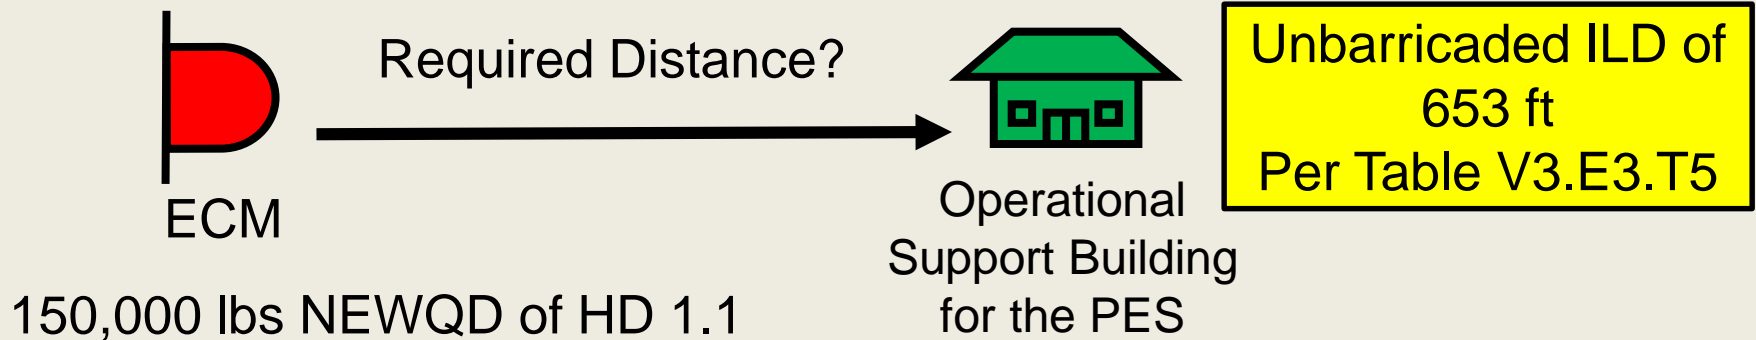 Required Distance?
Unbarricaded ILD of
653 ft
Per Table V3.E3.T5
ECM
Operational
Support Building
for the PES
150,000 lbs NEWQD of HD 1.1